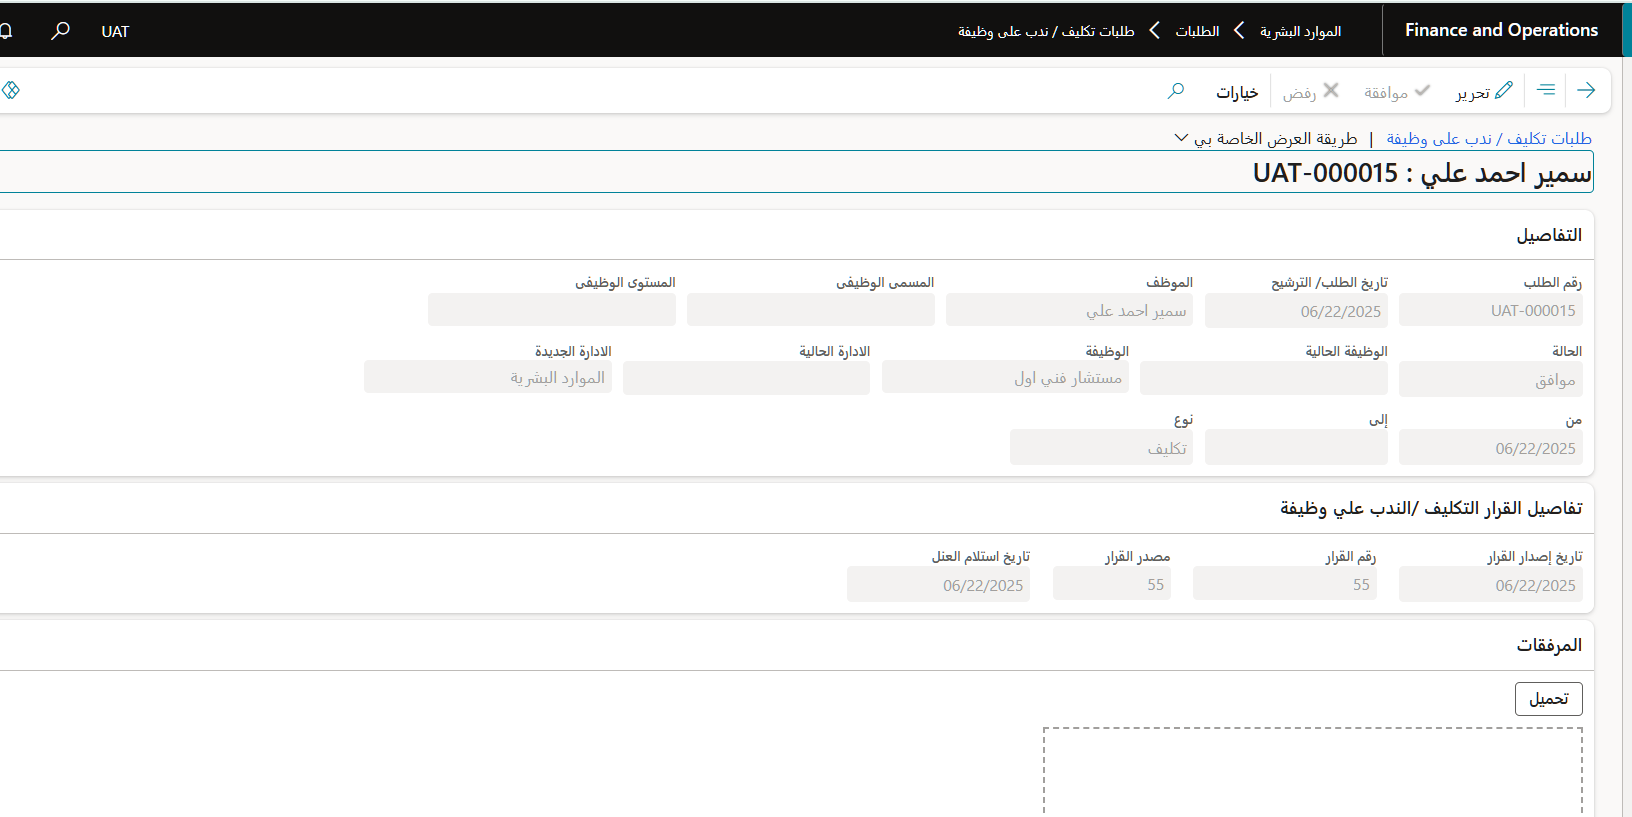 Finance and Operations
الموارد البشرية
الطلبات
طلبات تكليف / ندب على وظيفة
UAT
تحرير
موافقة
رفض
خيارات
طلبات تكليف / ندب على وظيفة | طريقة العرض الخاصة بي
سمير احمد علي : UAT-000015
التفاصيل
رقم الطلب
تاريخ الطلب/ الترشيح
الموظف
المسمى الوظيفى
المستوى الوظيفى
UAT-000015
06/22/2025
سمير احمد علي
الحالة
الوظيفة الحالية
الوظيفة
الادارة الحالية
الادارة الجديدة
موافق
مستشار فني اول
الموارد البشرية
من
إلى
نوع
06/22/2025
تكليف
تفاصيل القرار التكليف /الندب علي وظيفة
تاريخ إصدار القرار
رقم القرار
مصدر القرار
تاريخ استلام العنل
06/22/2025
55
55
06/22/2025
المرفقات
تحميل